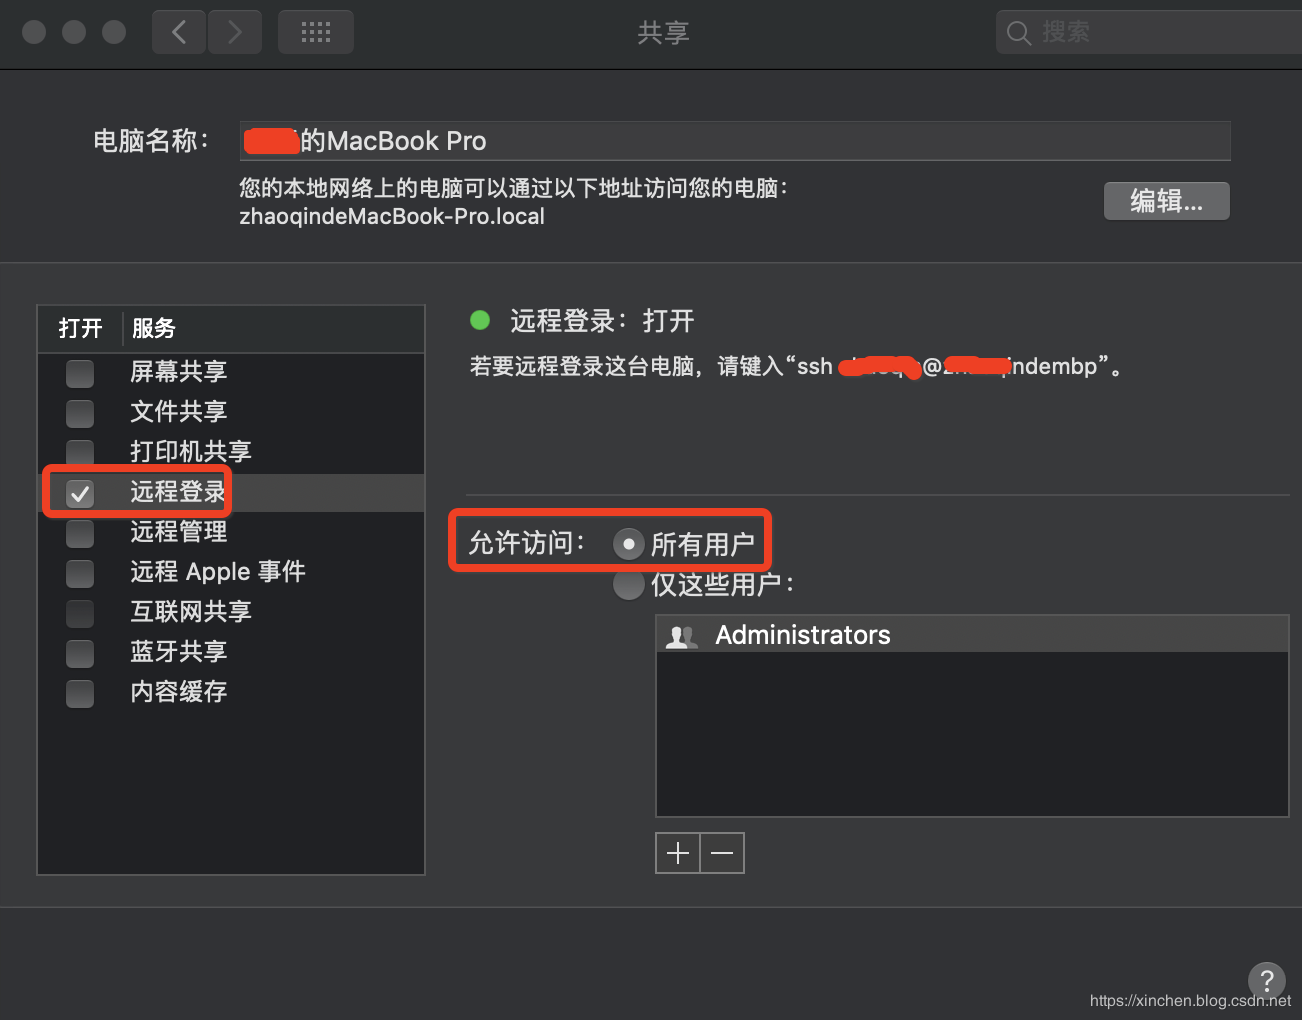 共享
搜索
电脑名称：
的MacBook Pro
您的本地网络上的电脑可以通过以下地址访问您的电脑：
zhaoqindeMacBook-Pro.local
编辑...
打开 服务
屏幕共享
文件共享
打印机共享
远程登录
远程管理
远程 Apple 事件
互联网共享
蓝牙共享
内容缓存
远程登录：打开
若要远程登录这台电脑，请键入“ssh @ indembp”。
允许访问： 所有用户
仅这些用户：
Administrators
?
https://xinchen.blog.csdn.net